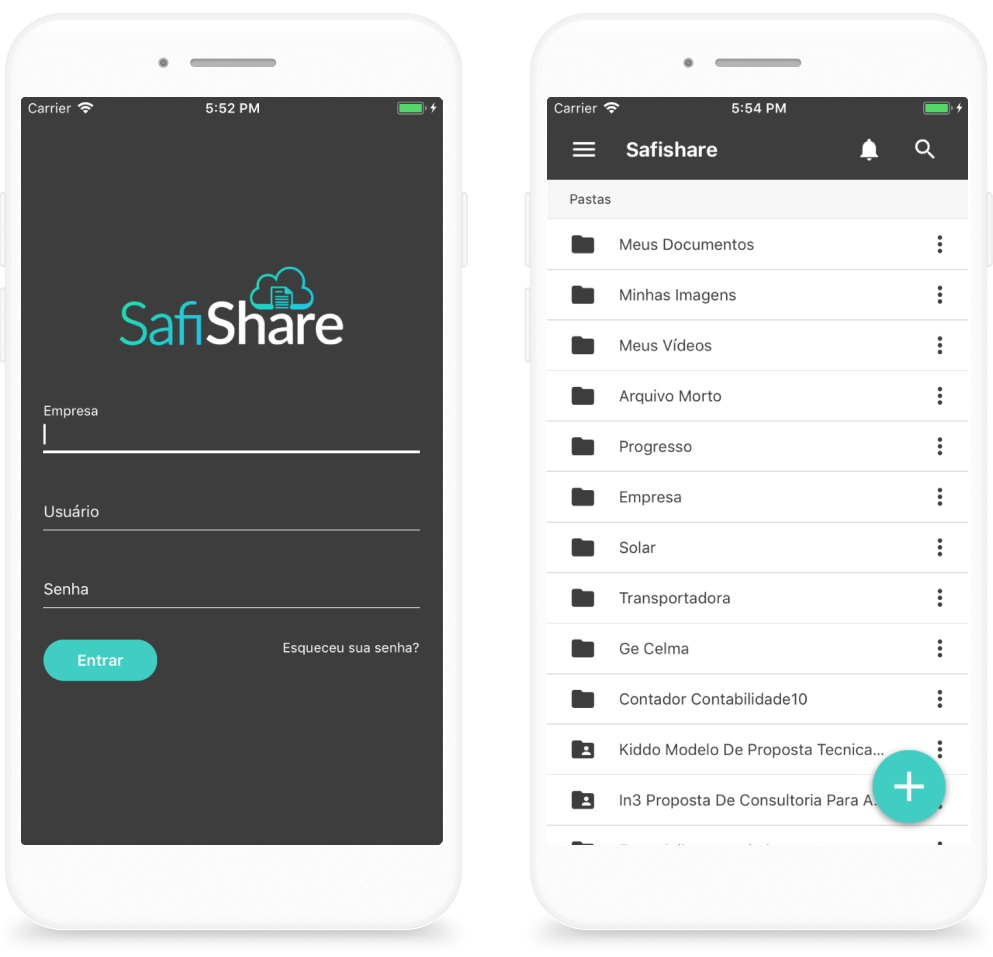 Carrier 5:52 PM
SafiShare
Empresa
Usuário
Senha
Entrar
Esqueceu sua senha?
Carrier 5:54 PM
Safishare
Pastas
Meus Documentos
Minhas Imagens
Meus Vídeos
Arquivo Morto
Progresso
Empresa
Solar
Transportadora
Ge Celma
Contador Contabilidade10
Kiddo Modelo De Proposta Tecnica...
In3 Proposta De Consultoria Para A